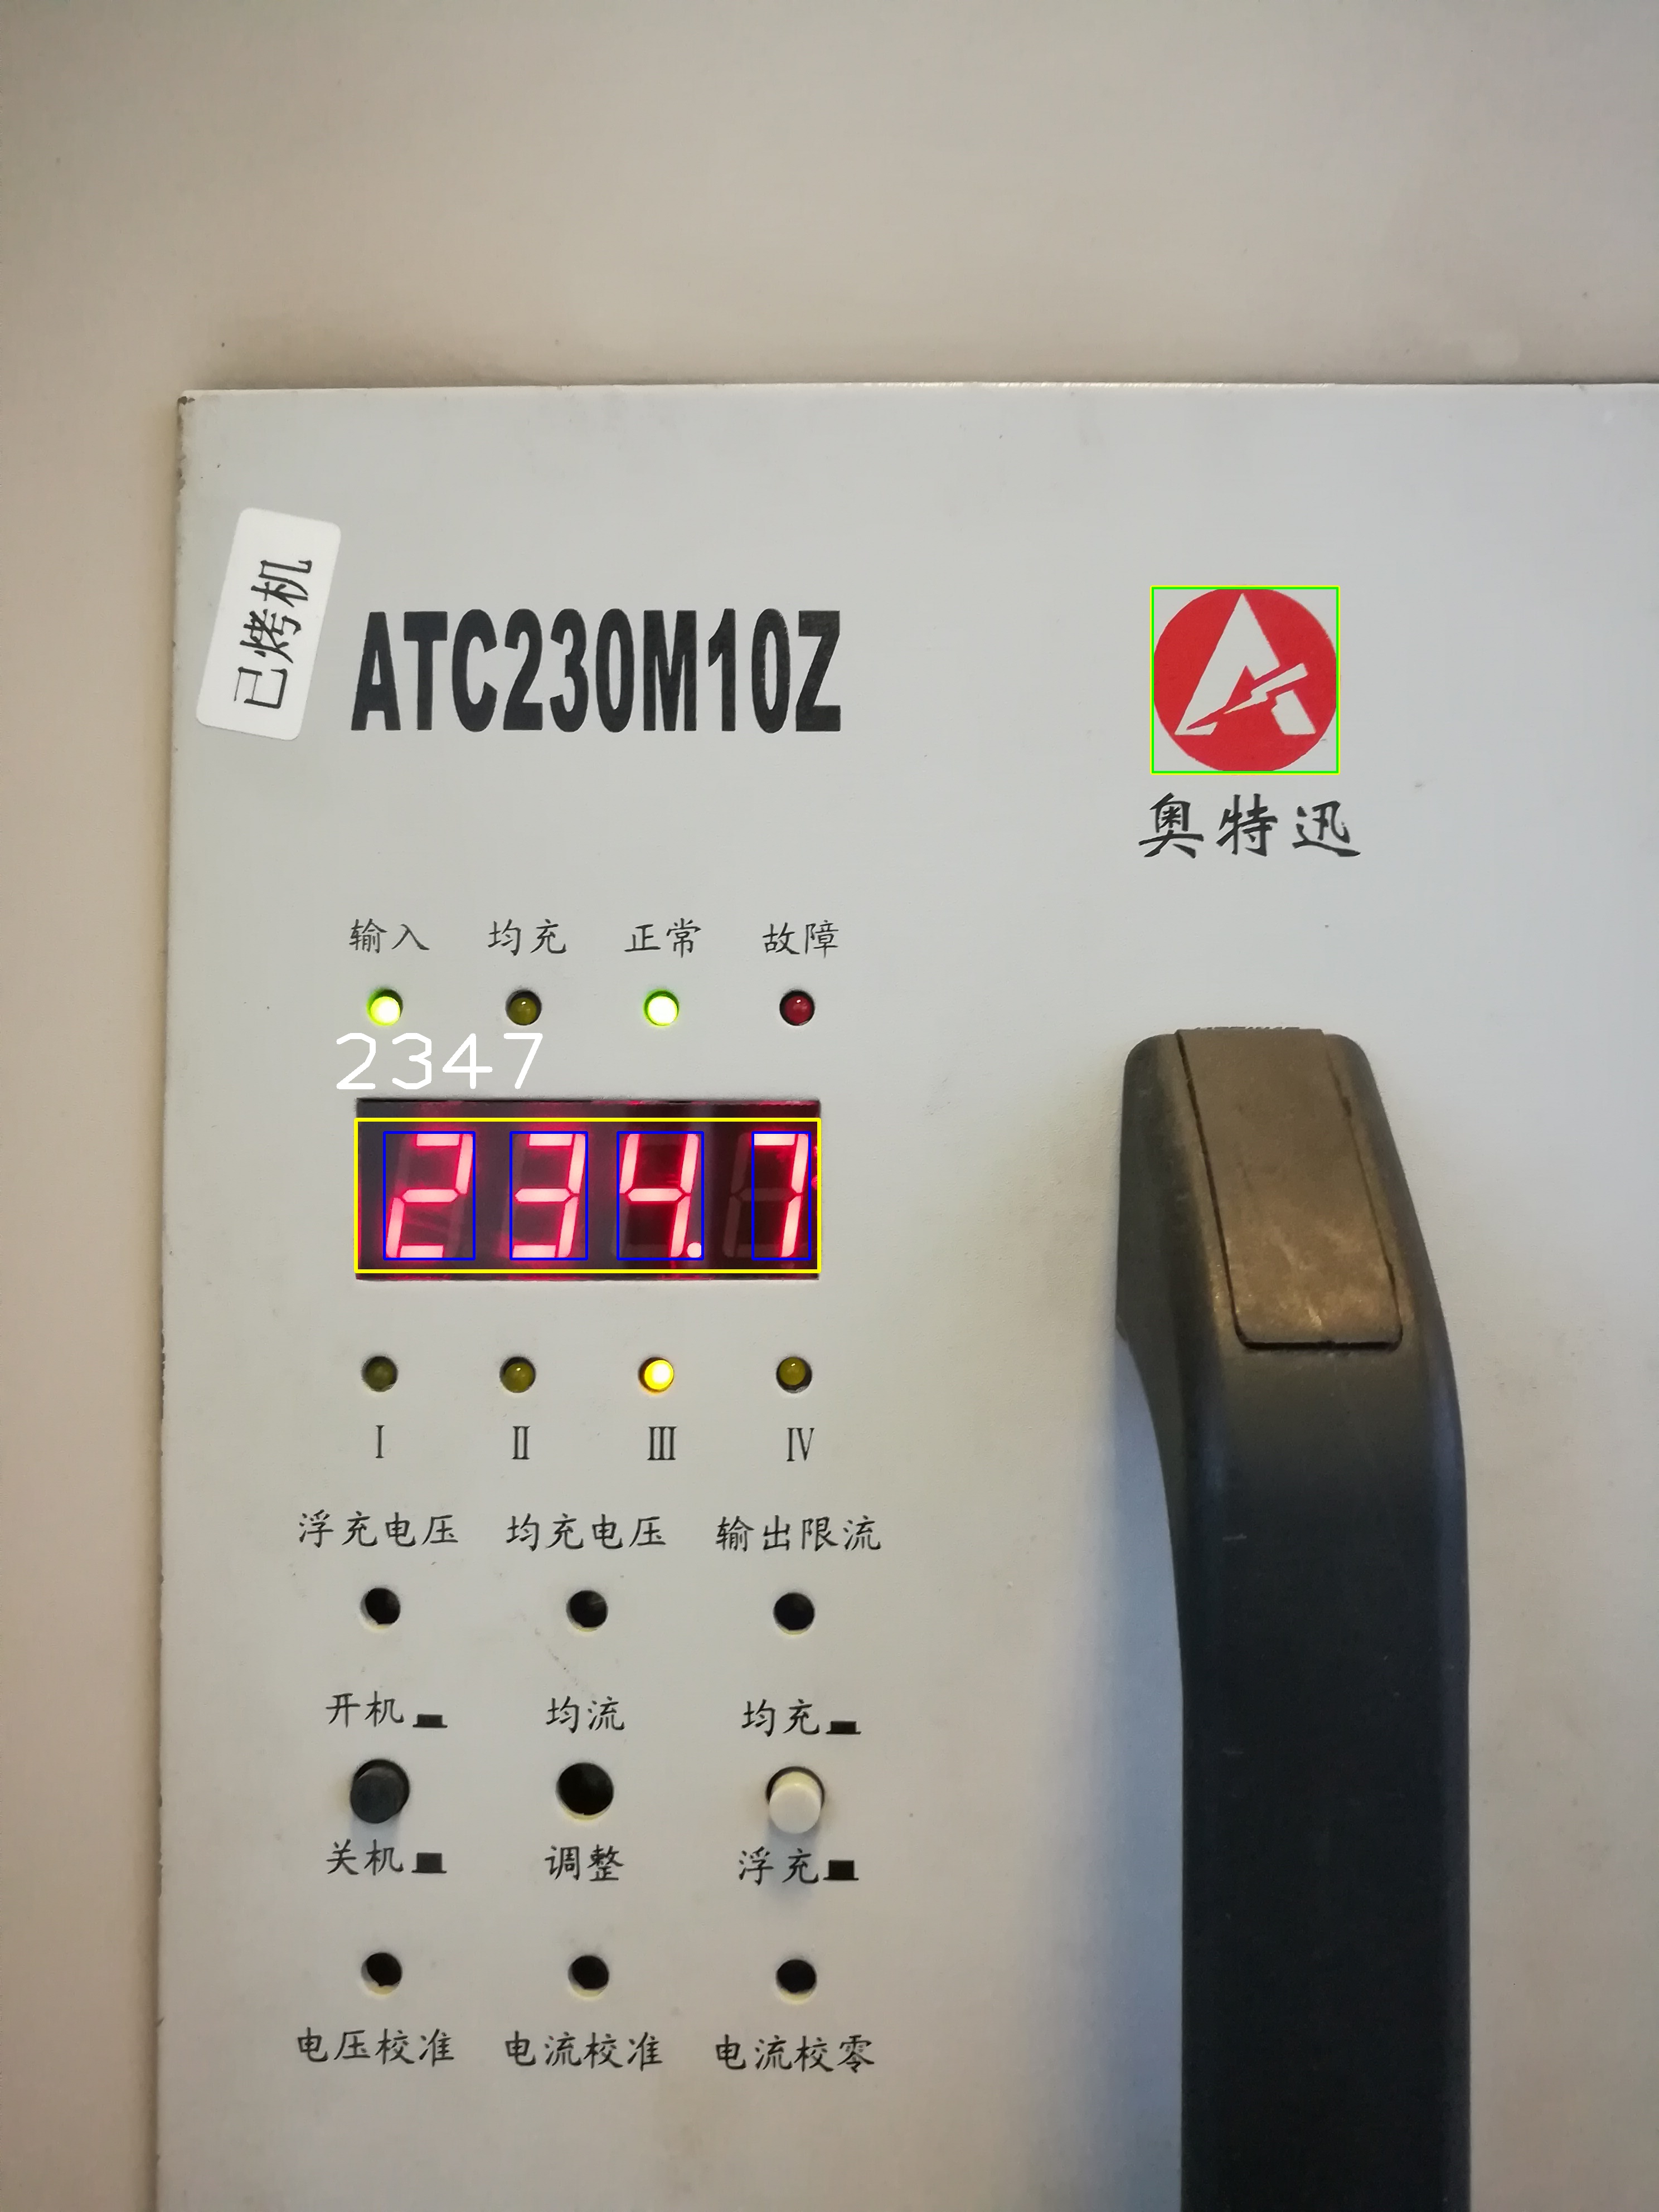 已烤机
ATC230M10Z
奥特迅
输入 均充 正常 故障
2347
234.7
I II III IV
浮充电压 均充电压 输出限流
开机 均流 均充
关机 调整 浮充
电压校准 电流校准 电流校零